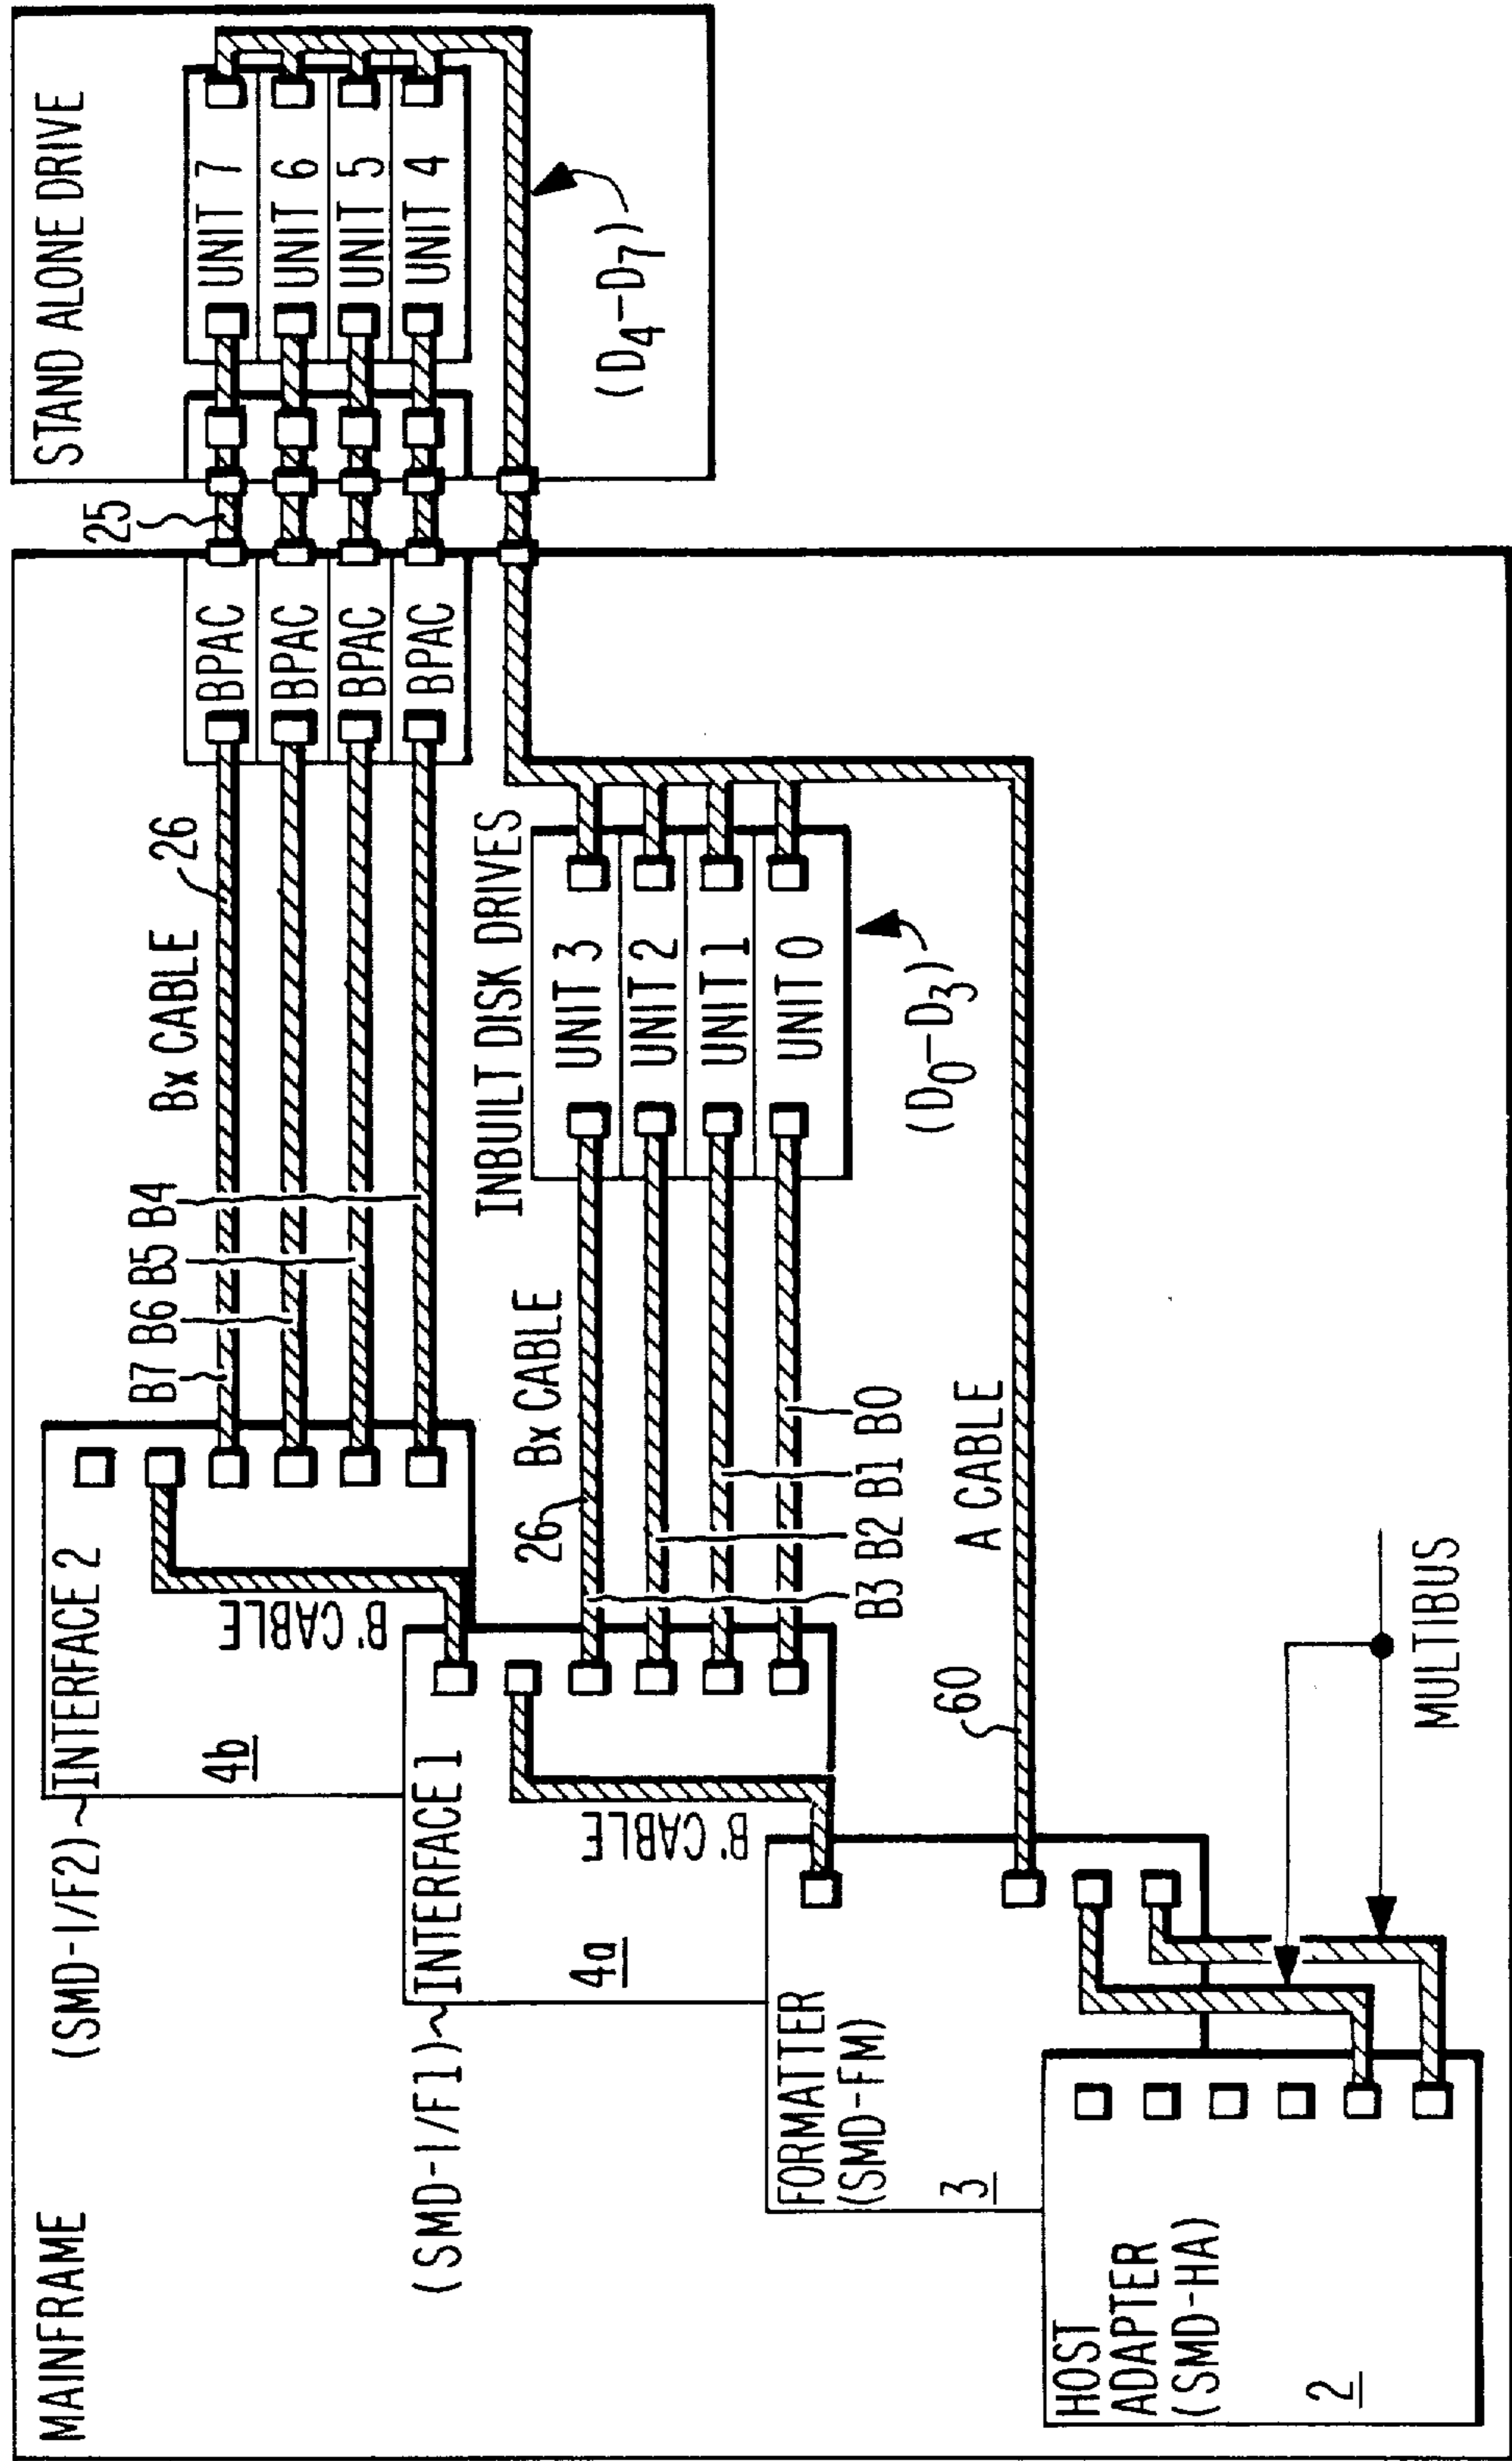 MAINFRAME
(SMD-I/F2)
INTERFACE 2
4b
B' CABLE
B7 B6 B5 B4
Bx CABLE
26
BPAC
BPAC
BPAC
BPAC
25
STAND ALONE DRIVE
UNIT 7
UNIT 6
UNIT 5
UNIT 4
(D4-D7)
(SMD-I/F1)
INTERFACE 1
4a
B' CABLE
26
Bx CABLE
INBUILT DISK DRIVES
UNIT 3
UNIT 2
UNIT 1
UNIT 0
(D0-D3)
B3 B2 B1 B0
A CABLE
60
FORMATTER
(SMD-FM)
3
HOST
ADAPTER
(SMD-HA)
2
MULTIBUS